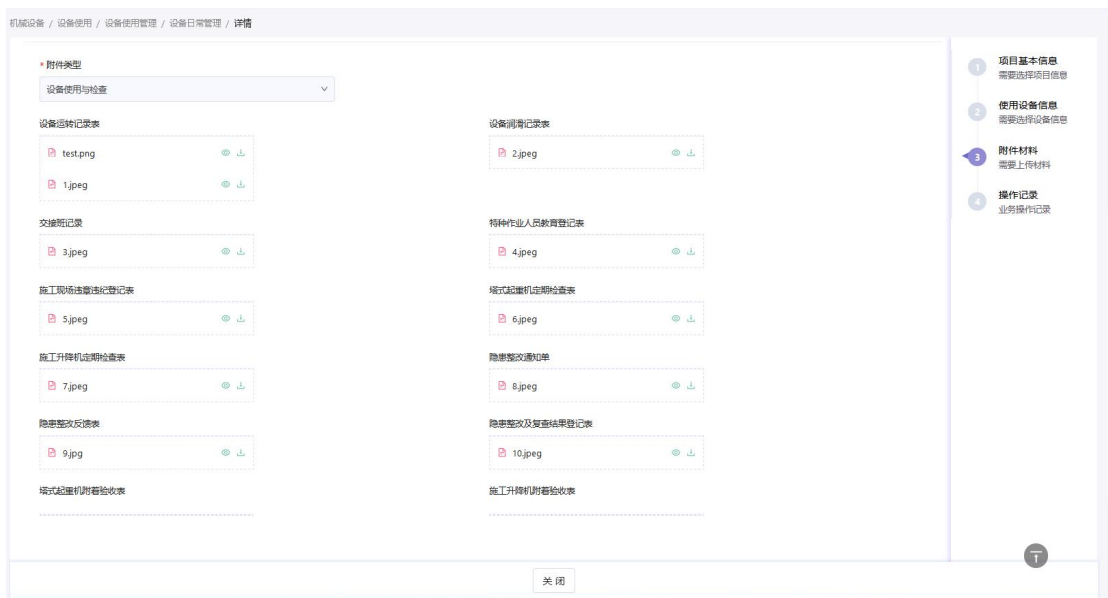 机械设备 / 设备使用 / 设备使用管理 / 设备日常管理 / 详情
* 附件类型
设备使用与检查
设备运转记录表
test.png
1.jpeg
设备润滑记录表
2.jpeg
交接班记录
3.jpeg
特种作业人员教育登记表
4.jpeg
施工现场违章违纪登记表
5.jpeg
塔式起重机定期检查表
6.jpeg
施工升降机定期检查表
7.jpeg
隐患整改通知单
8.jpeg
隐患整改反馈表
9.jpg
隐患整改及复查结果登记表
10.jpeg
塔式起重机附着验收表
施工升降机附着验收表
1
项目基本信息
需要选择项目信息
2
使用设备信息
需要选择设备信息
3
附件材料
需要上传材料
4
操作记录
业务操作记录
关 闭